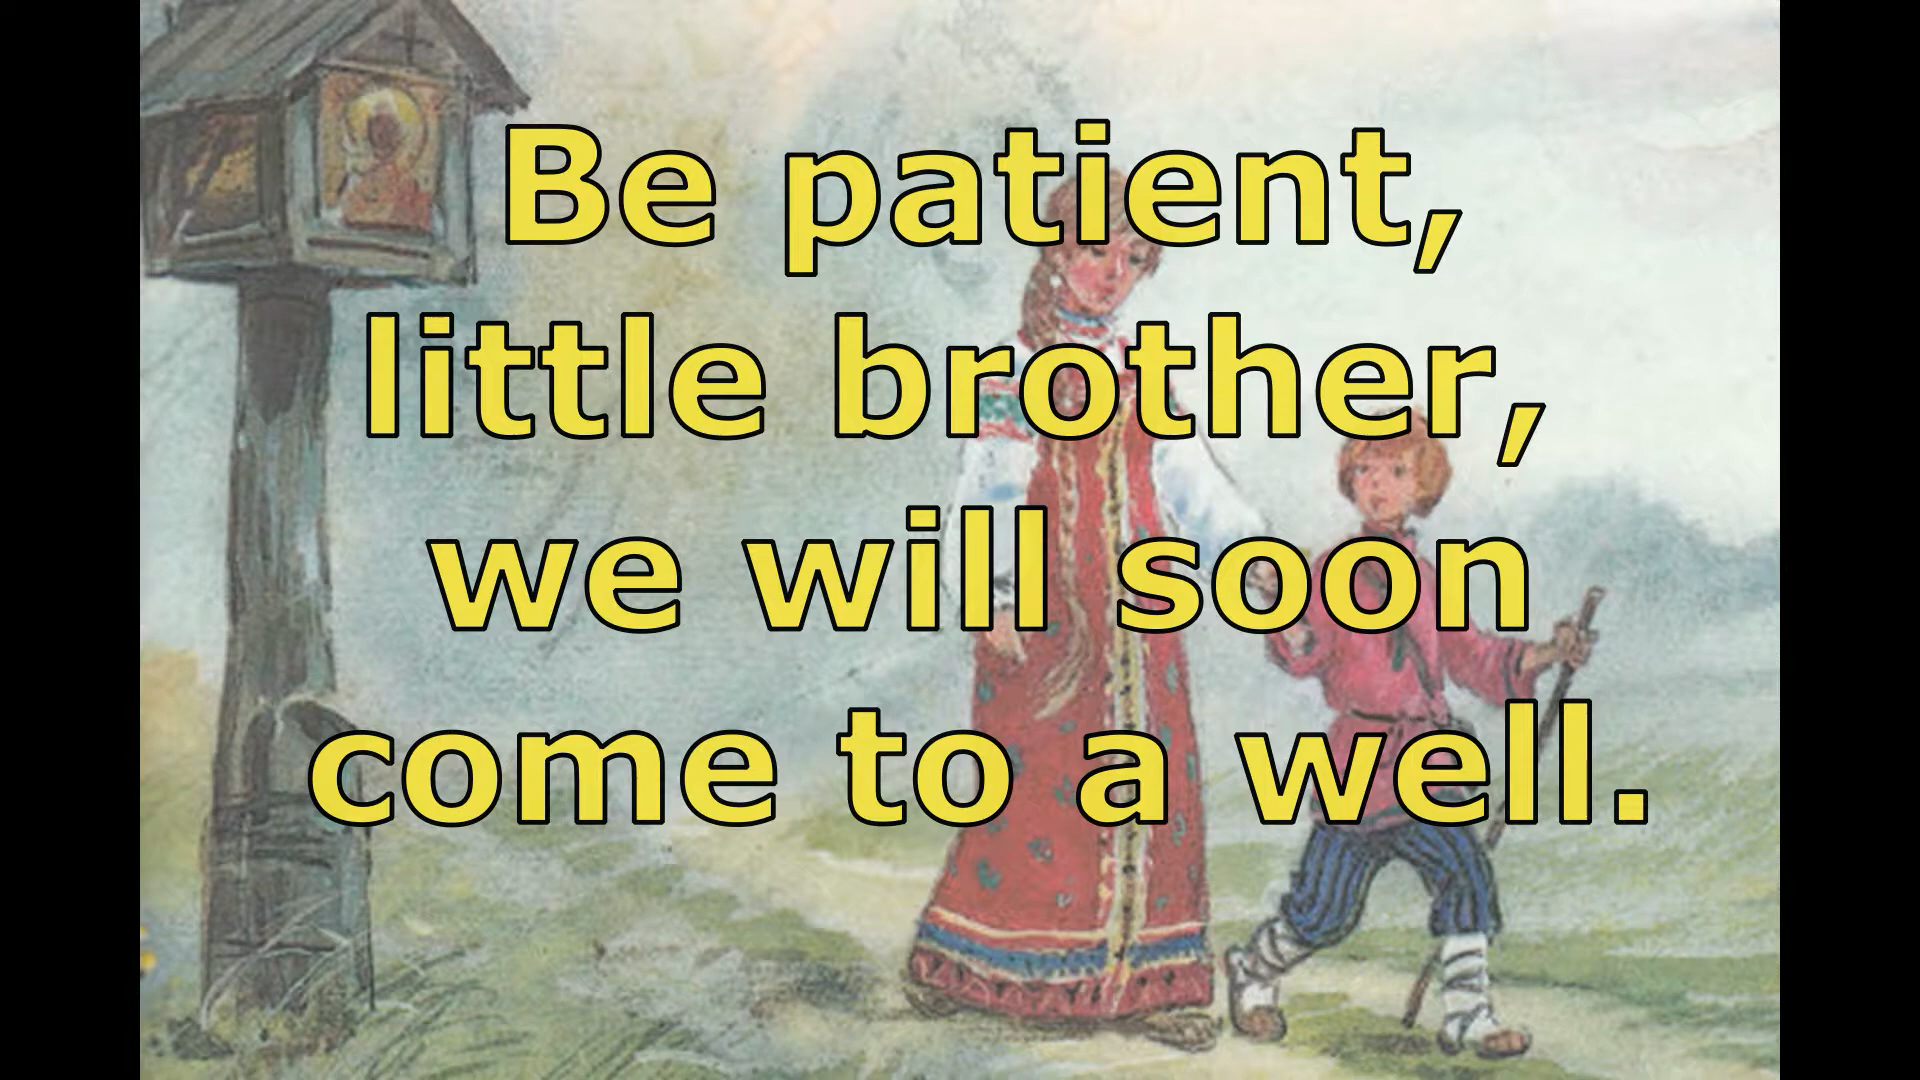 Be patient,
little brother,
we will soon
come to a well.